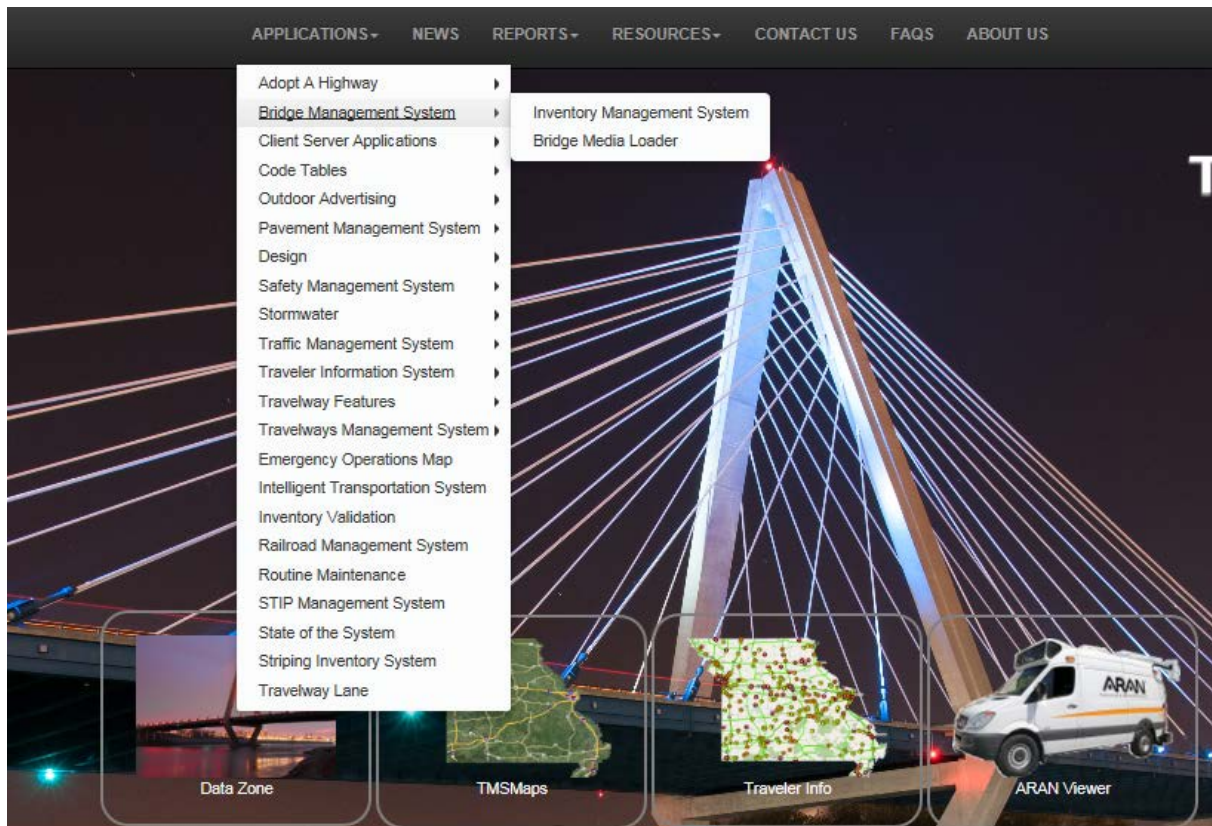 APPLICATIONS NEWS REPORTS RESOURCES CONTACT US FAQS ABOUT US
Adopt A Highway
Bridge Management System
Inventory Management System
Client Server Applications
Bridge Media Loader
Code Tables
Outdoor Advertising
Pavement Management System
Design
Safety Management System
Stormwater
Traffic Management System
Traveler Information System
Travelway Features
Travelways Management System
Emergency Operations Map
Intelligent Transportation System
Inventory Validation
Railroad Management System
Routine Maintenance
STIP Management System
State of the System
Striping Inventory System
Travelway Lane
T
ARAN
Data Zone TMSMaps Traveler Info ARAN Viewer